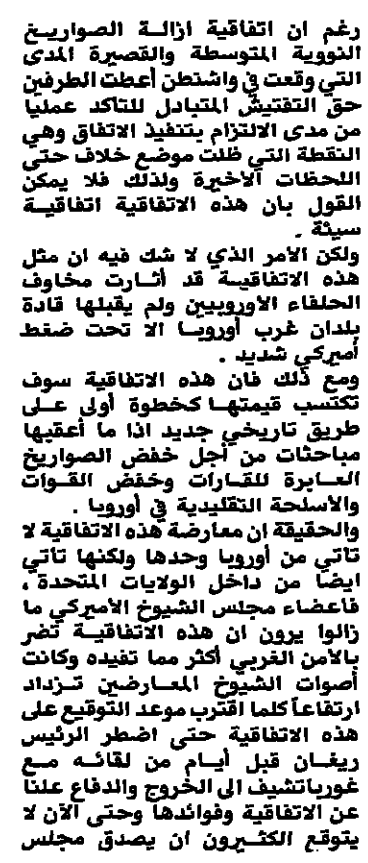 رغم ان اتفاقية ازالة الصواريخ
النووية المتوسطة والقصيرة المدى
التي وقعت في واشنطن أعطت الطرفين
حق التفتيش المتبادل للتأكد عمليا
من مدى الالتزام بتنفيذ الاتفاق وهي
النقطة التي ظلت موضع خلاف حتى
اللحظات الأخيرة ولذلك فلا يمكن
القول بان هذه الاتفاقية اتفاقية
سيئة .
ولكن الأمر الذي لا شك فيه ان مثل
هذه الاتفاقية قد أثارت مخاوف
الحلفاء الأوروبيين ولم يقبلها قادة
بلدان غرب أوروبا الا تحت ضغط
أميركي شديد .
ومع ذلك فان هذه الاتفاقية سوف
تكتسب قيمتها كخطوة أولى على
طريق تاريخي جديد اذا ما أعقبها
مباحثات من أجل خفض الصواريخ
العابرة للقارات وخفض القوات
والأسلحة التقليدية في أوروبا .
والحقيقة ان معارضة هذه الاتفاقية لا
تأتي من أوروبا وحدها ولكنها تأتي
ايضا من داخل الولايات المتحدة ،
فأعضاء مجلس الشيوخ الأميركي ما
زالوا يرون ان هذه الاتفاقية تضر
بالأمن الغربي أكثر مما تفيده وكانت
أصوات الشيوخ المعارضين تزداد
ارتفاعاً كلما اقترب موعد التوقيع على
هذه الاتفاقية حتى اضطر الرئيس
ريغان قبل أيام من لقائه مع
غورباتشيف الى الخروج والدفاع علنا
عن الاتفاقية وفوائدها وحتى الآن لا
يتوقع الكثيرون ان يصدق مجلس